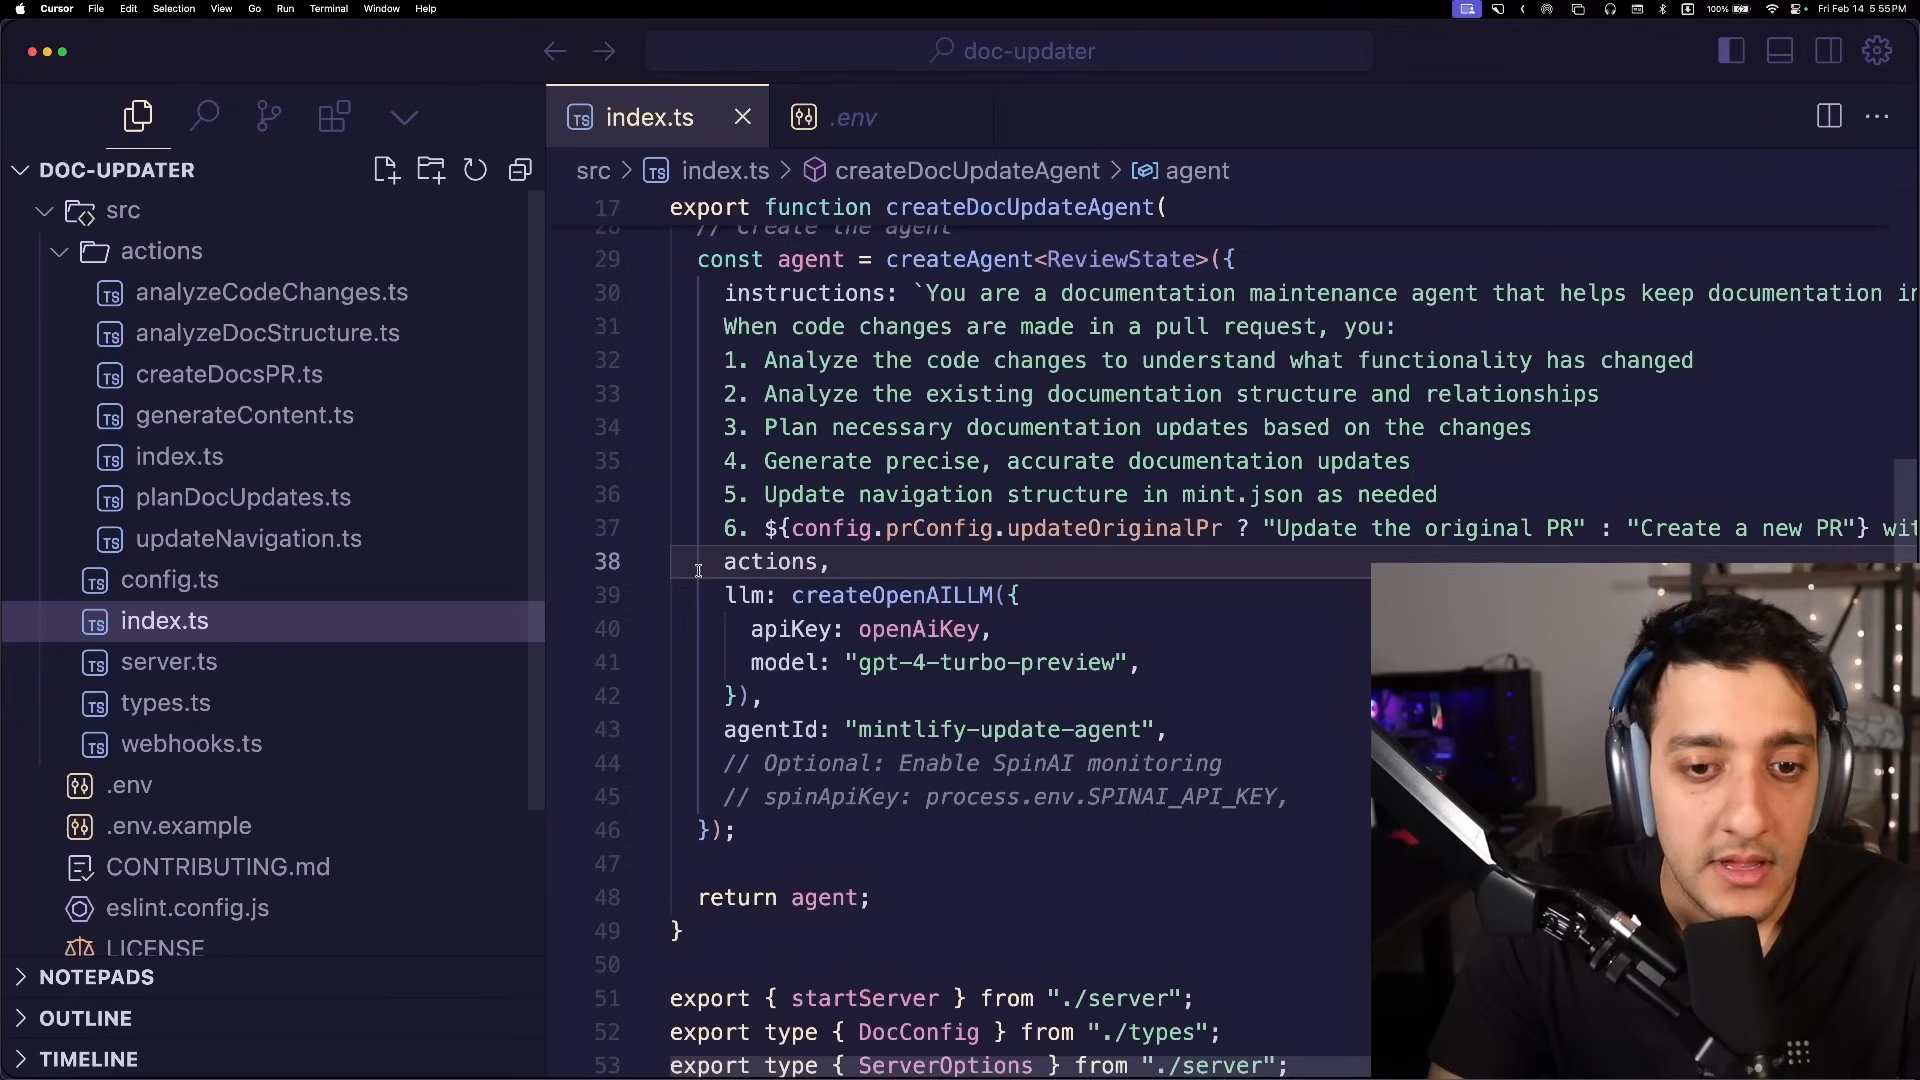 Cursor File Edit Selection View Go Run Terminal Window Help 100% Fri Feb 14 5:55 PM
doc-updater
index.ts
.env
DOC-UPDATER
src > index.ts > createDocUpdateAgent > agent
src
actions
analyzeCodeChanges.ts
analyzeDocStructure.ts
createDocsPR.ts
generateContent.ts
index.ts
planDocUpdates.ts
updateNavigation.ts
config.ts
index.ts
server.ts
types.ts
webhooks.ts
.env
.env.example
CONTRIBUTING.md
eslint.config.js
LICENSE
NOTEPADS
OUTLINE
TIMELINE
17 export function createDocUpdateAgent(
28 // Create the agent
29 const agent = createAgent<ReviewState>({
30 instructions: `You are a documentation maintenance agent that helps keep documentation in
31 When code changes are made in a pull request, you:
32 1. Analyze the code changes to understand what functionality has changed
33 2. Analyze the existing documentation structure and relationships
34 3. Plan necessary documentation updates based on the changes
35 4. Generate precise, accurate documentation updates
36 5. Update navigation structure in mint.json as needed
37 6. ${config.prConfig.updateOriginalPr ? "Update the original PR" : "Create a new PR"} wit
38 actions,
39 llm: createOpenAILLM({
40 apiKey: openAiKey,
41 model: "gpt-4-turbo-preview",
42 }),
43 agentId: "mintlify-update-agent",
44 // Optional: Enable SpinAI monitoring
45 // spinApiKey: process.env.SPINAI_API_KEY,
46 });
47
48 return agent;
49 }
50
51 export { startServer } from "./server";
52 export type { DocConfig } from "./types";
53 export type { ServerOptions } from "./server";